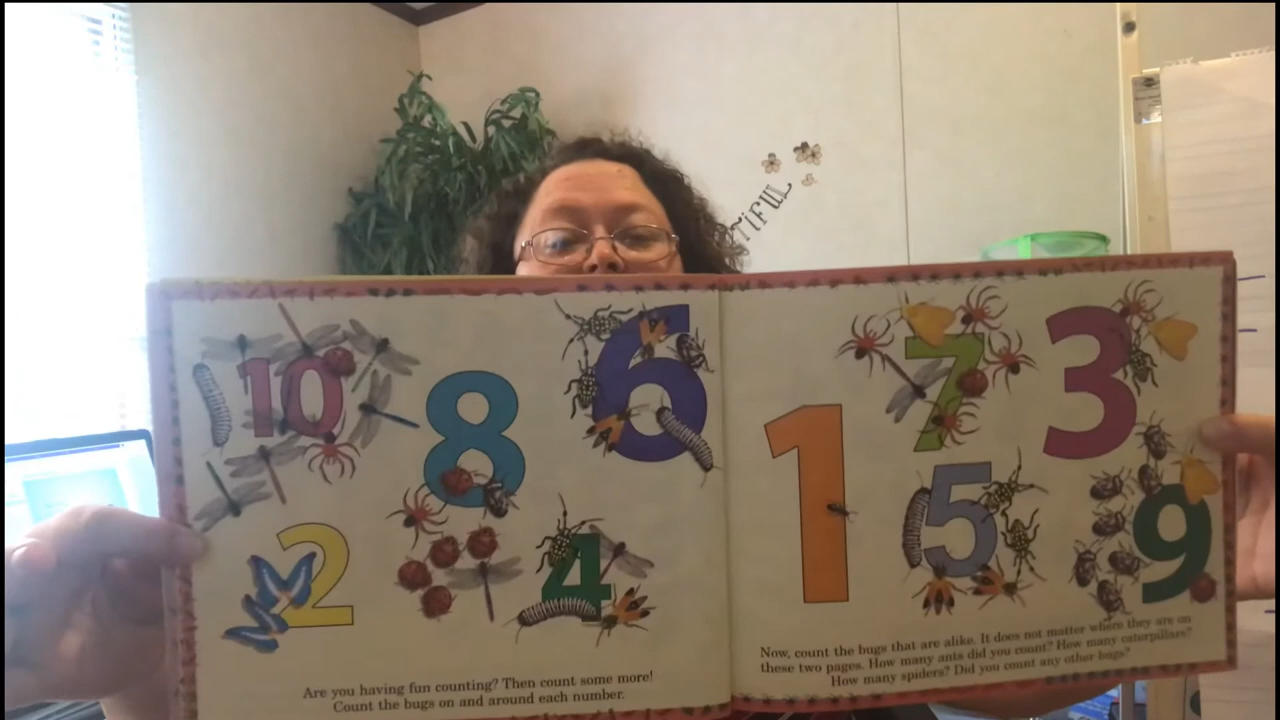 TIFUL
10
8
6
2
4
Are you having fun counting? Then count some more!
Count the bugs on and around each number.
1
7
3
5
9
Now, count the bugs that are alike. It does not matter where they are on
these two pages. How many ants did you count? How many caterpillars?
How many spiders? Did you count any other bugs?